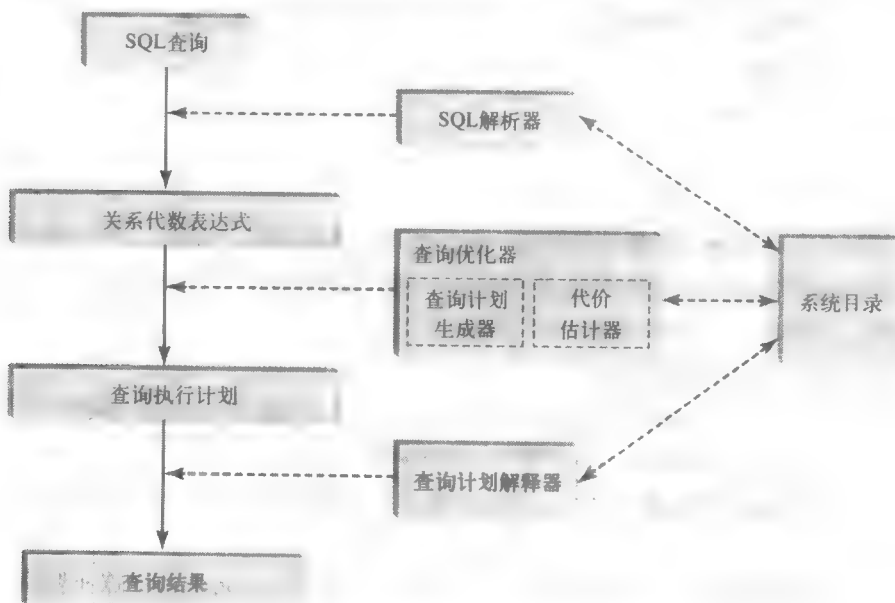 SQL查询
SQL解析器
关系代数表达式
查询优化器
查询计划
生成器
代价
估计器
系统目录
查询执行计划
查询计划解释器
查询结果